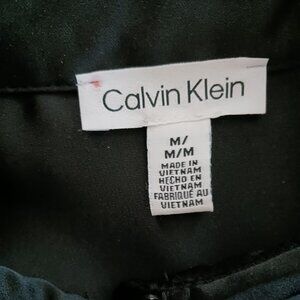 Calvin Klein
M/
M/M
MADE IN
VIETNAM
HECHO EN
VIETNAM
FABRIQUÉ AU
VIETNAM